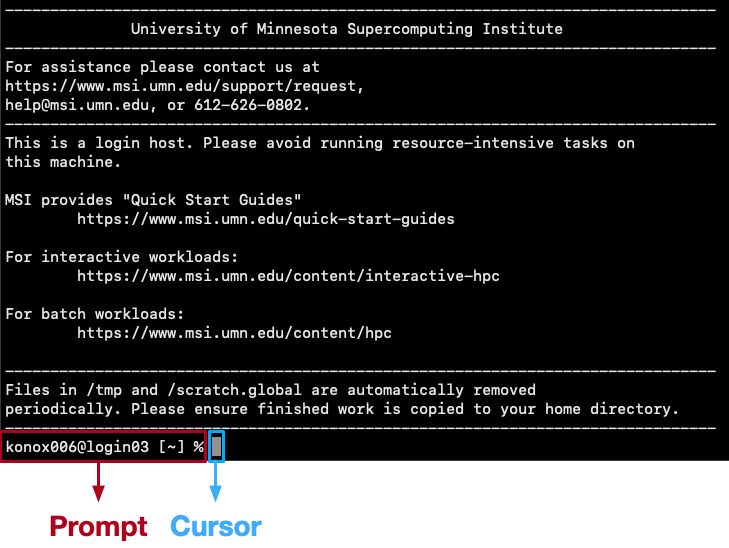 University of Minnesota Supercomputing Institute
For assistance please contact us at
https://www.msi.umn.edu/support/request,
help@msi.umn.edu, or 612-626-0802.
This is a login host. Please avoid running resource-intensive tasks on
this machine.
MSI provides "Quick Start Guides"
https://www.msi.umn.edu/quick-start-guides
For interactive workloads:
https://www.msi.umn.edu/content/interactive-hpc
For batch workloads:
https://www.msi.umn.edu/content/hpc
Files in /tmp and /scratch.global are automatically removed
periodically. Please ensure finished work is copied to your home directory.
konox006@login03 [~] %
Prompt Cursor